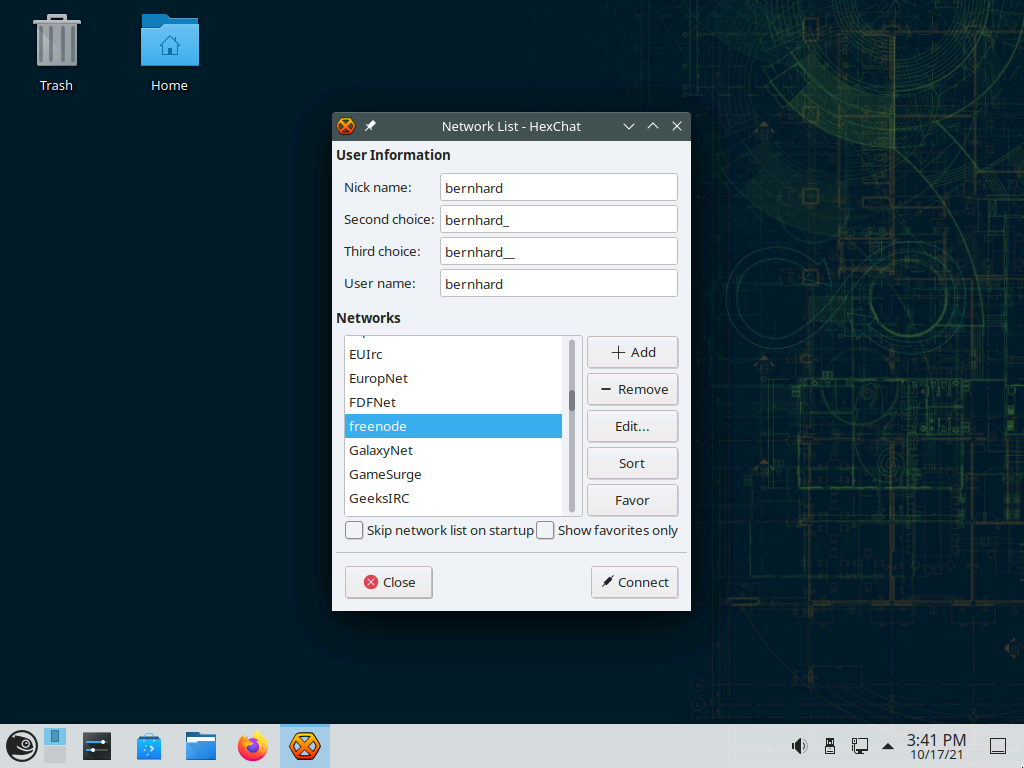 Trash
Home
Network List - HexChat
User Information
Nick name:
bernhard
Second choice:
bernhard_
Third choice:
bernhard__
User name:
bernhard
Networks
EUIrc
EuropNet
FDFNet
freenode
GalaxyNet
GameSurge
GeeksIRC
Add
Remove
Edit...
Sort
Favor
Skip network list on startup
Show favorites only
Close
Connect
3:41 PM
10/17/21